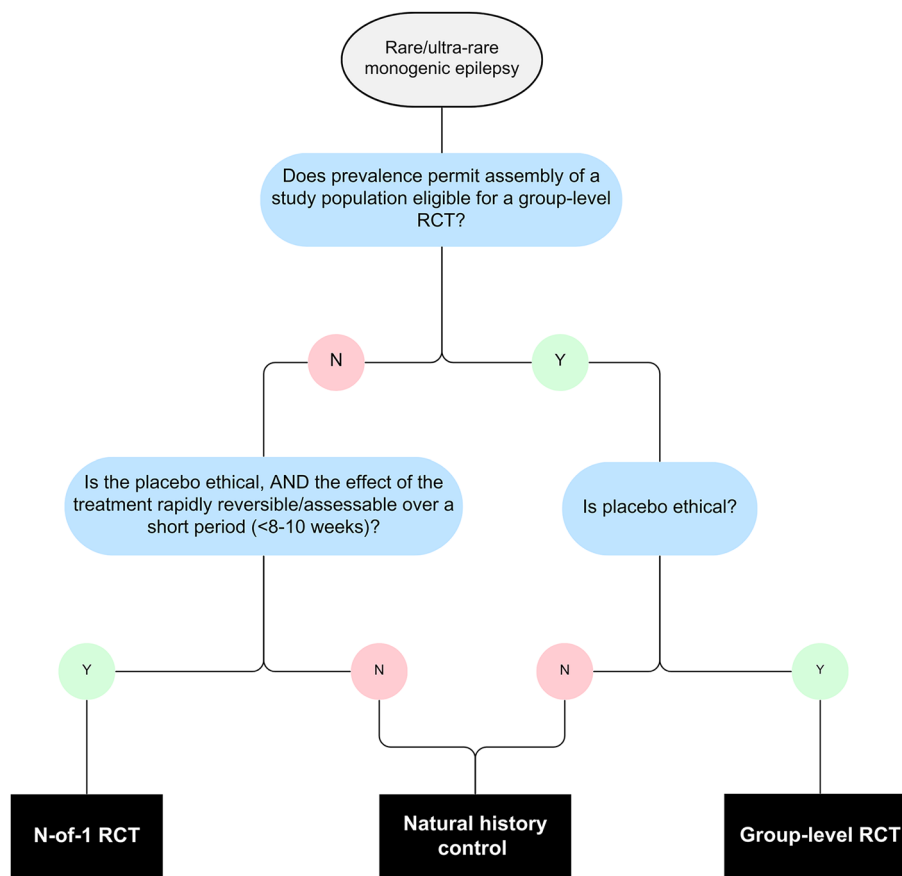 Rare/ultra-rare
monogenic epilepsy
Does prevalence permit assembly of a
study population eligible for a group-level
RCT?
N
Y
Is the placebo ethical, AND the effect of the
treatment rapidly reversible/assessable over a
short period (<8-10 weeks)?
Is placebo ethical?
Y
N
N
Y
N-of-1 RCT
Natural history
control
Group-level RCT